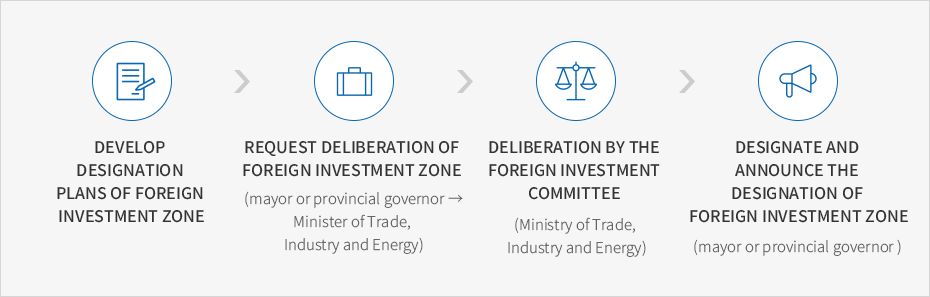 DEVELOP
DESIGNATION
PLANS OF FOREIGN
INVESTMENT ZONE
REQUEST DELIBERATION OF
FOREIGN INVESTMENT ZONE
(mayor or provincial governor →
Minister of Trade,
Industry and Energy)
DELIBERATION BY THE
FOREIGN INVESTMENT
COMMITTEE
(Ministry of Trade,
Industry and Energy)
DESIGNATE AND
ANNOUNCE THE
DESIGNATION OF
FOREIGN INVESTMENT ZONE
(mayor or provincial governor )